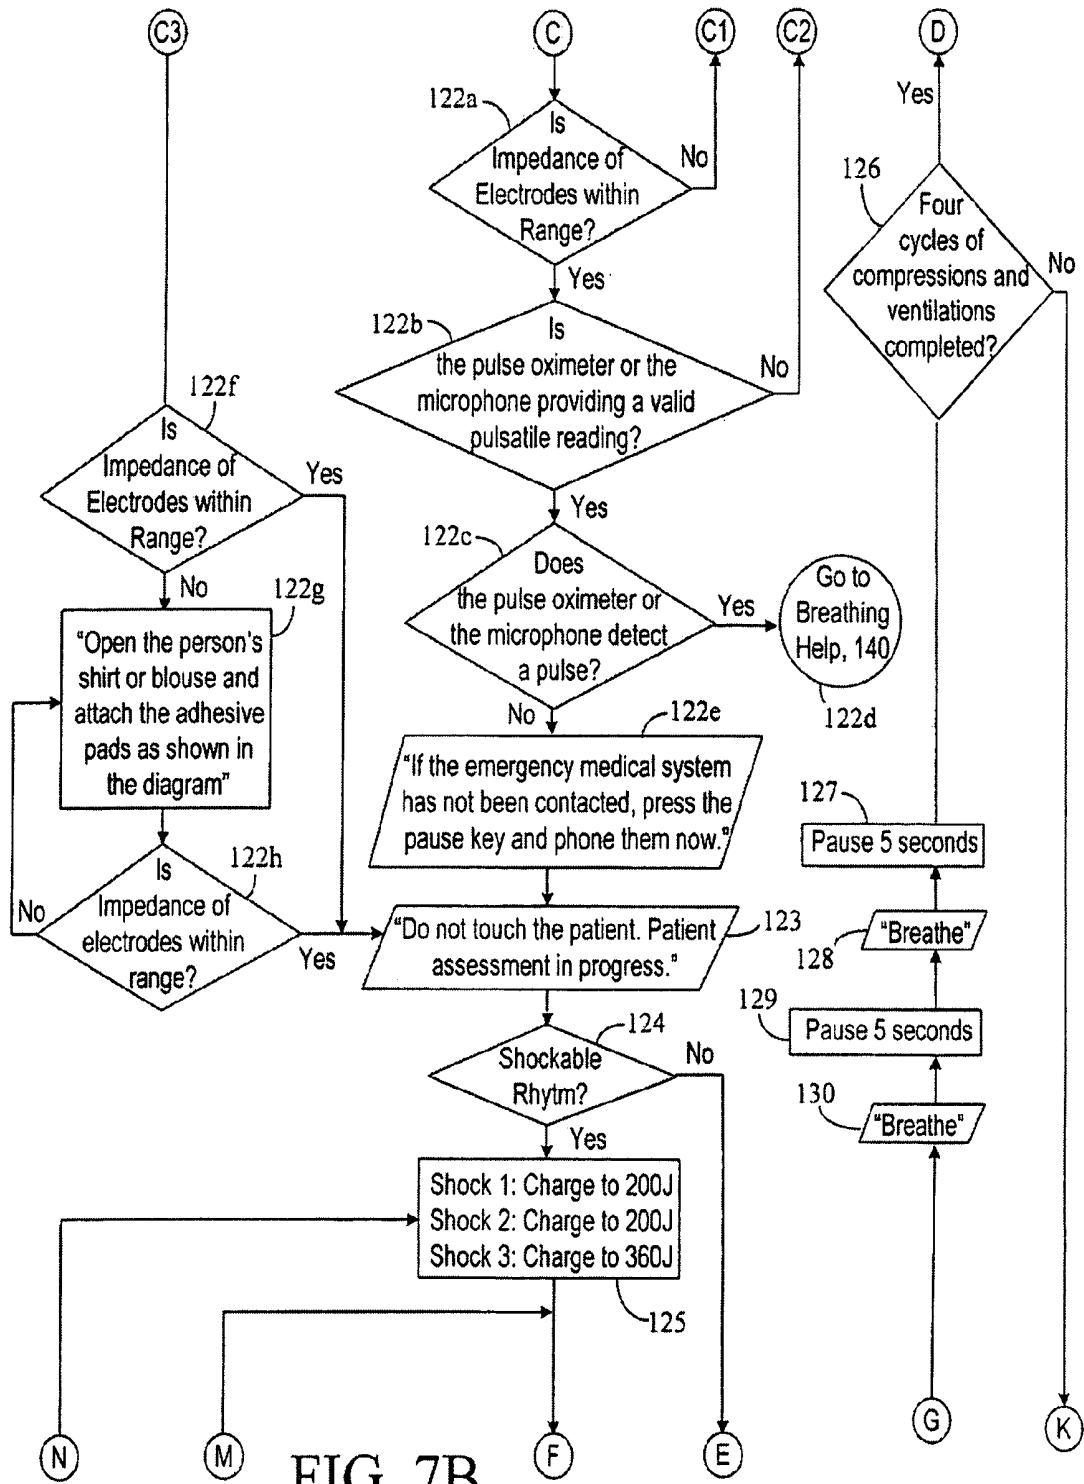 C3
C
C1
C2
D
122a
Is
Impedance of
Electrodes within
Range?
No
Yes
122b
Is
the pulse oximeter or the
microphone providing a valid
pulsatile reading?
No
Yes
122c
Does
the pulse oximeter or
the microphone detect
a pulse?
Yes
Go to
Breathing
Help, 140
122d
No
122e
"If the emergency medical system
has not been contacted, press the
pause key and phone them now."
122f
Is
Impedance of
Electrodes within
Range?
Yes
No
122g
"Open the person's
shirt or blouse and
attach the adhesive
pads as shown in
the diagram"
122h
Is
Impedance of
electrodes within
range?
No
Yes
"Do not touch the patient. Patient
assessment in progress."
123
124
Shockable
Rhytm?
No
Yes
Shock 1: Charge to 200J
Shock 2: Charge to 200J
Shock 3: Charge to 360J
125
Yes
126
Four
cycles of
compressions and
ventilations
completed?
No
127
Pause 5 seconds
"Breathe"
128
129
Pause 5 seconds
130
"Breathe"
N
M
F
E
G
K
FIG. 7B